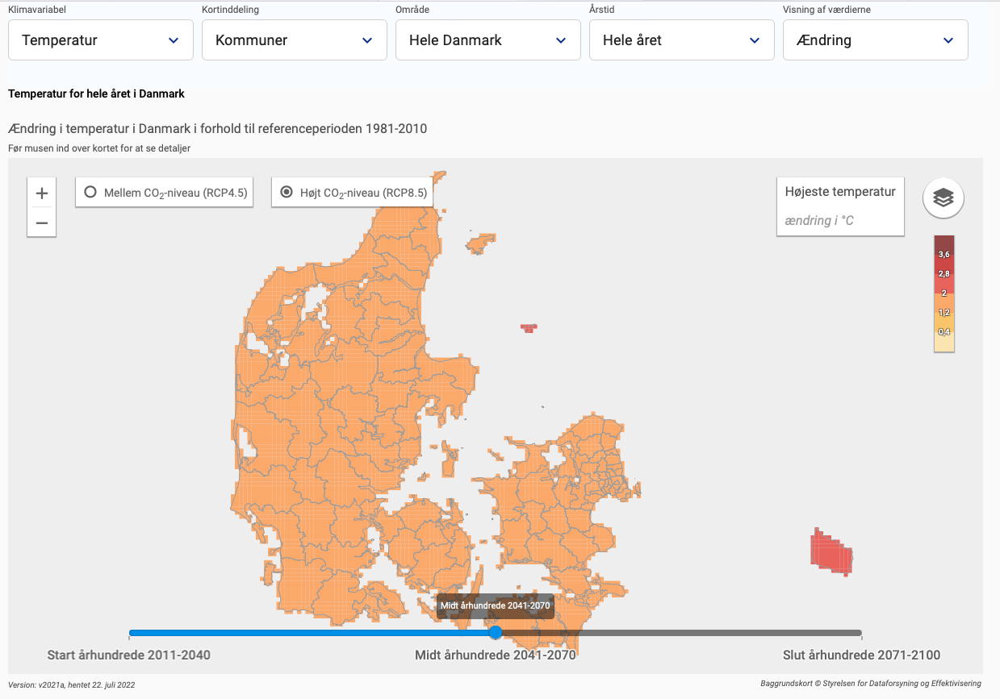 Klimavariabel Kortinddeling Område Årstid Visning af værdierne
Temperatur Kommuner Hele Danmark Hele året Ændring
Temperatur for hele året i Danmark
Ændring i temperatur i Danmark i forhold til referenceperioden 1981-2010
Før musen ind over kortet for at se detaljer
+
−
Mellem CO2-niveau (RCP4.5) Højt CO2-niveau (RCP8.5)
Højeste temperatur
ændring i °C
3,6
2,8
2
1,2
0,4
Midt århundrede 2041-2070
Start århundrede 2011-2040 Midt århundrede 2041-2070 Slut århundrede 2071-2100
Version: v2021a, hentet 22. juli 2022 Baggrundskort © Styrelsen for Dataforsyning og Effektivisering